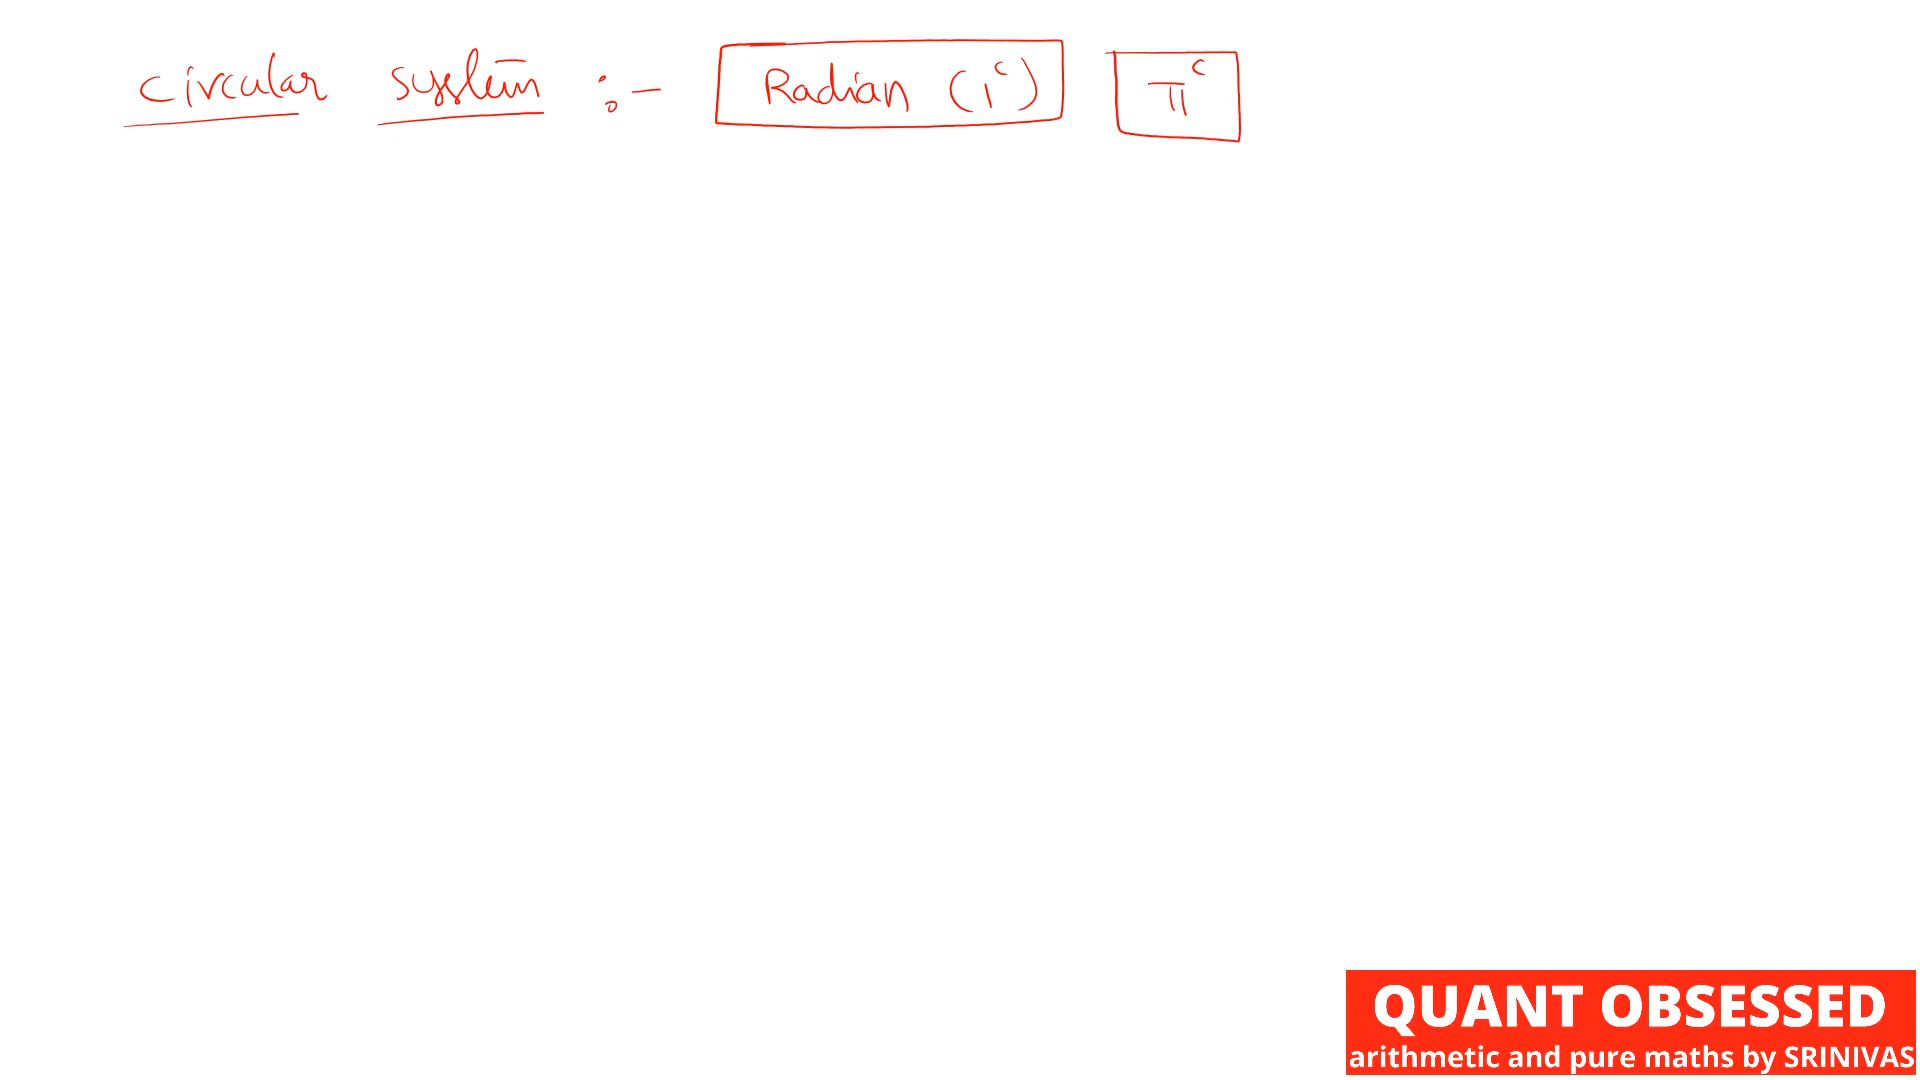 circular system :- Radian (1ᶜ) πᶜ
QUANT OBSESSED
arithmetic and pure maths by SRINIVAS